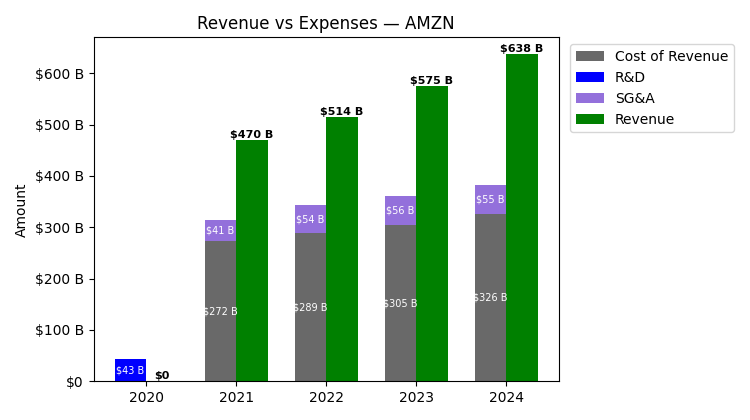 Revenue vs Expenses — AMZN
Amount
$600 B
$500 B
$400 B
$300 B
$200 B
$100 B
$0
$43 B
$0
$272 B
$41 B
$470 B
$289 B
$54 B
$514 B
$305 B
$56 B
$575 B
$326 B
$55 B
$638 B
2020
2021
2022
2023
2024
Cost of Revenue
R&D
SG&A
Revenue